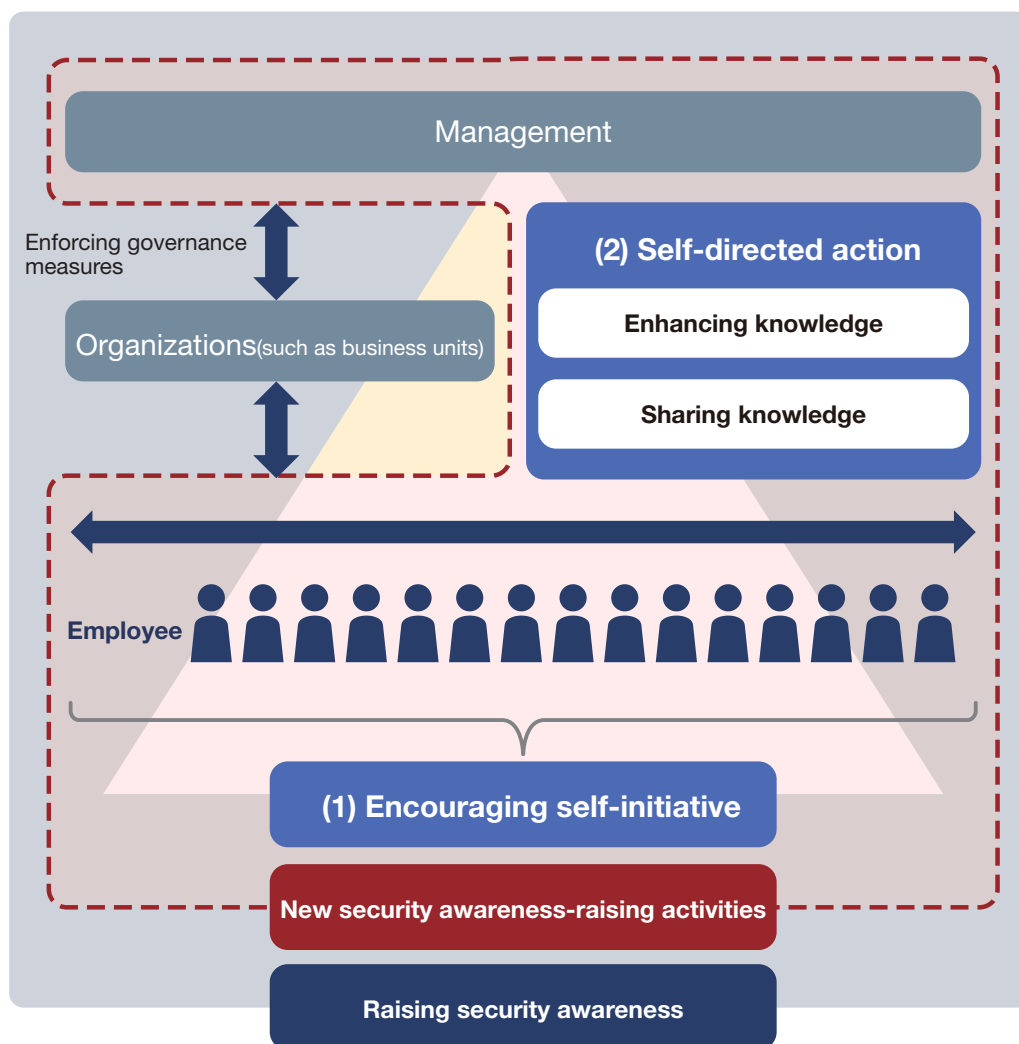 Management
Enforcing governance
measures
Organizations(such as business units)
(2) Self-directed action
Enhancing knowledge
Sharing knowledge
Employee
(1) Encouraging self-initiative
New security awareness-raising activities
Raising security awareness